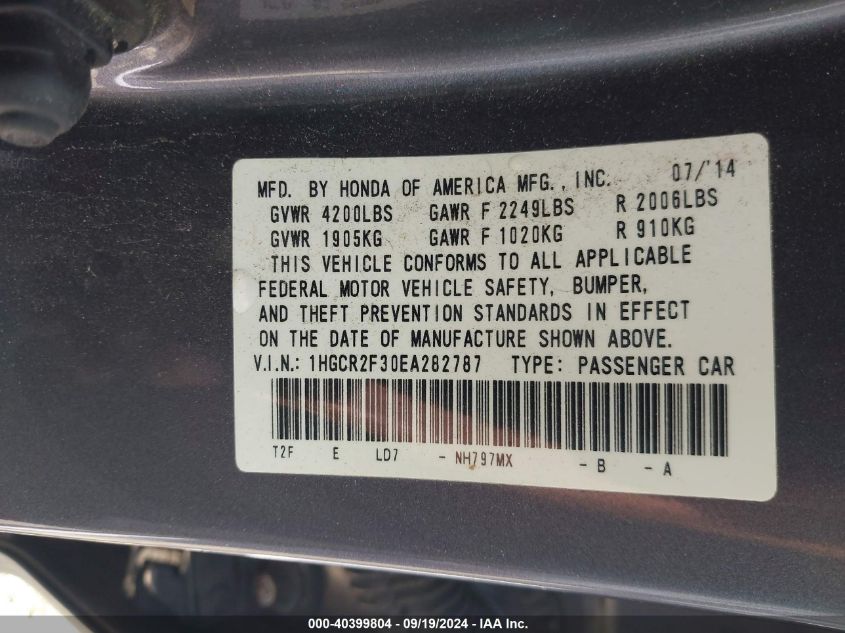 MFD. BY HONDA OF AMERICA MFG., INC. 07/'14
GVWR 4200LBS GAWR F 2249LBS R 2006LBS
GVWR 1905KG GAWR F 1020KG R 910KG
THIS VEHICLE CONFORMS TO ALL APPLICABLE
FEDERAL MOTOR VEHICLE SAFETY, BUMPER,
AND THEFT PREVENTION STANDARDS IN EFFECT
ON THE DATE OF MANUFACTURE SHOWN ABOVE.
V.I.N.: 1HGCR2F30EA282787 TYPE: PASSENGER CAR
T2F E LD7 - NH797MX - B - A
000-40399804 - 09/19/2024 - IAA Inc.